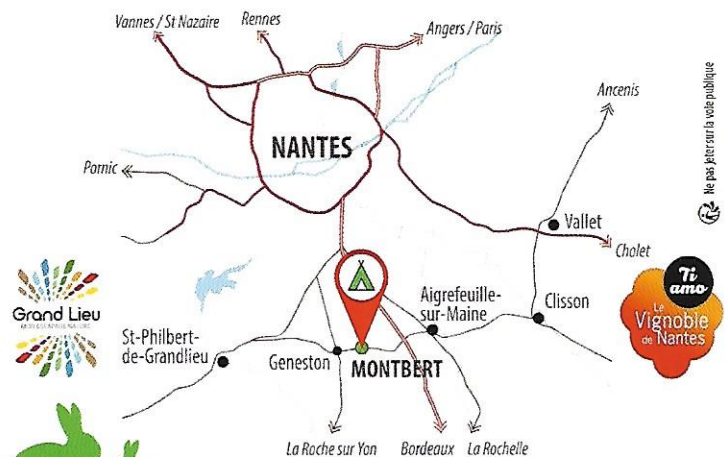 Vannes / St Nazaire
Rennes
Angers / Paris
Ancenis
NANTES
Pornic
Vallet
Cholet
Ne pas jeter sur la voie publique
Grand Lieu
Aigrefeuille-
sur-Maine
Clisson
Ti
amo
Le
Vignoble
de Nantes
St-Philbert-
de-Grandlieu
Geneston
MONTBERT
La Roche sur Yon
Bordeaux
La Rochelle